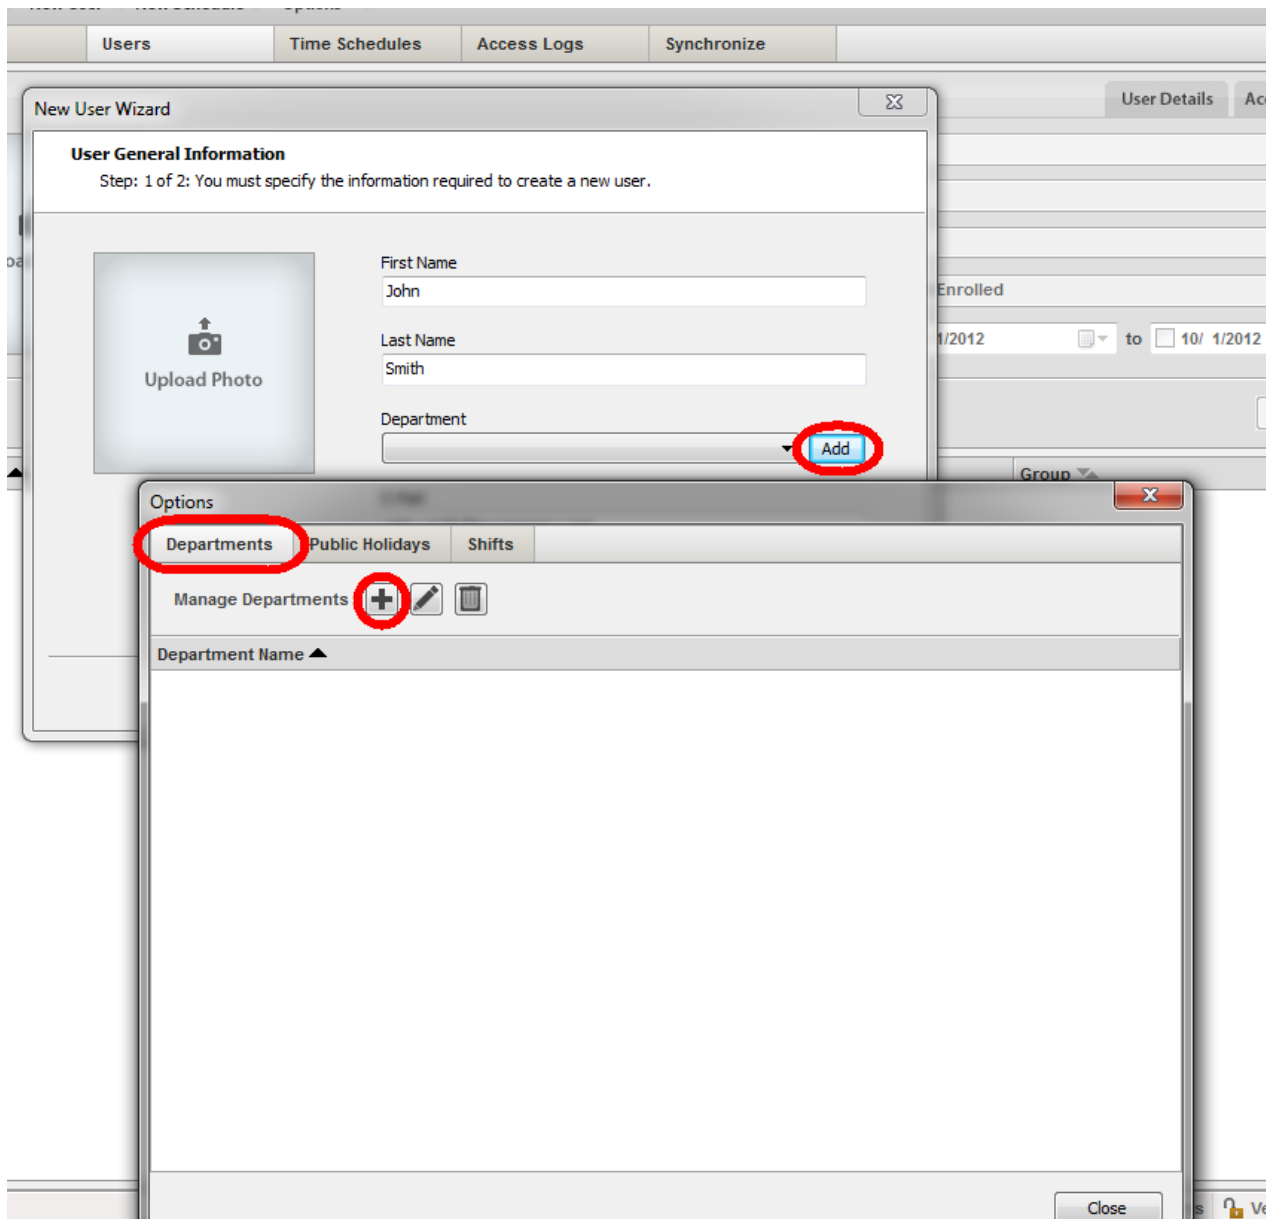 Users Time Schedules Access Logs Synchronize
New User Wizard
User Details
User General Information
Step: 1 of 2: You must specify the information required to create a new user.
First Name
John
Enrolled
Last Name
1/2012 to 10/ 1/2012
Smith
Upload Photo
Department
Add
Group
Options
Departments Public Holidays Shifts
Manage Departments
Department Name
Close